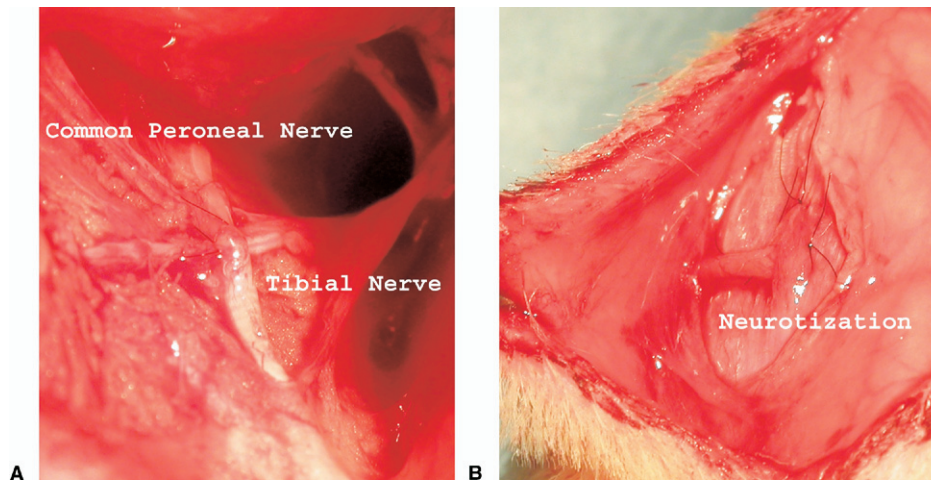 Common Peroneal Nerve
Tibial Nerve
Neurotization
A
B